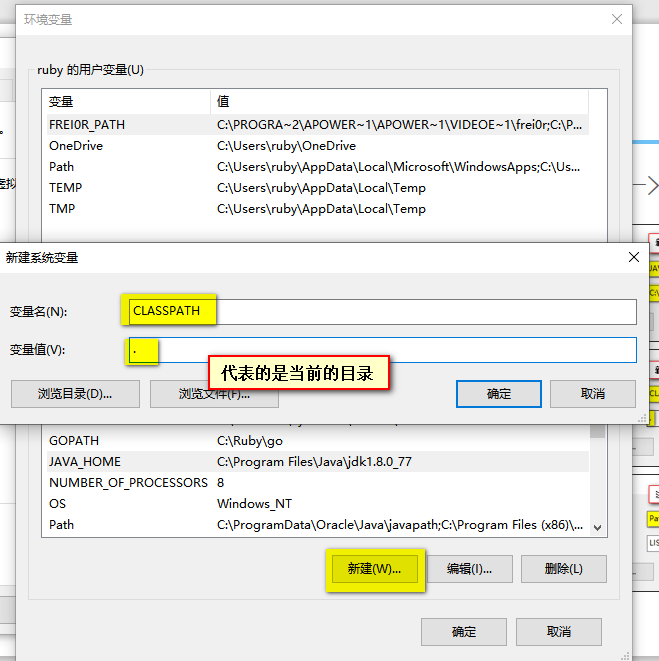 环境变量
ruby 的用户变量(U)
变量 值
FREI0R_PATH C:\PROGRA~2\APOWER~1\APOWER~1\VIDEOE~1\frei0r;C:\P...
OneDrive C:\Users\ruby\OneDrive
Path C:\Users\ruby\AppData\Local\Microsoft\WindowsApps;C:\Us...
TEMP C:\Users\ruby\AppData\Local\Temp
TMP C:\Users\ruby\AppData\Local\Temp
新建系统变量
变量名(N): CLASSPATH
变量值(V): .
代表的是当前的目录
浏览目录(D)... 浏览文件(F)... 确定 取消
GOPATH C:\Ruby\go
JAVA_HOME C:\Program Files\Java\jdk1.8.0_77
NUMBER_OF_PROCESSORS 8
OS Windows_NT
Path C:\ProgramData\Oracle\Java\javapath;C:\Program Files (x86)\...
新建(W)... 编辑(I)... 删除(L)
确定 取消